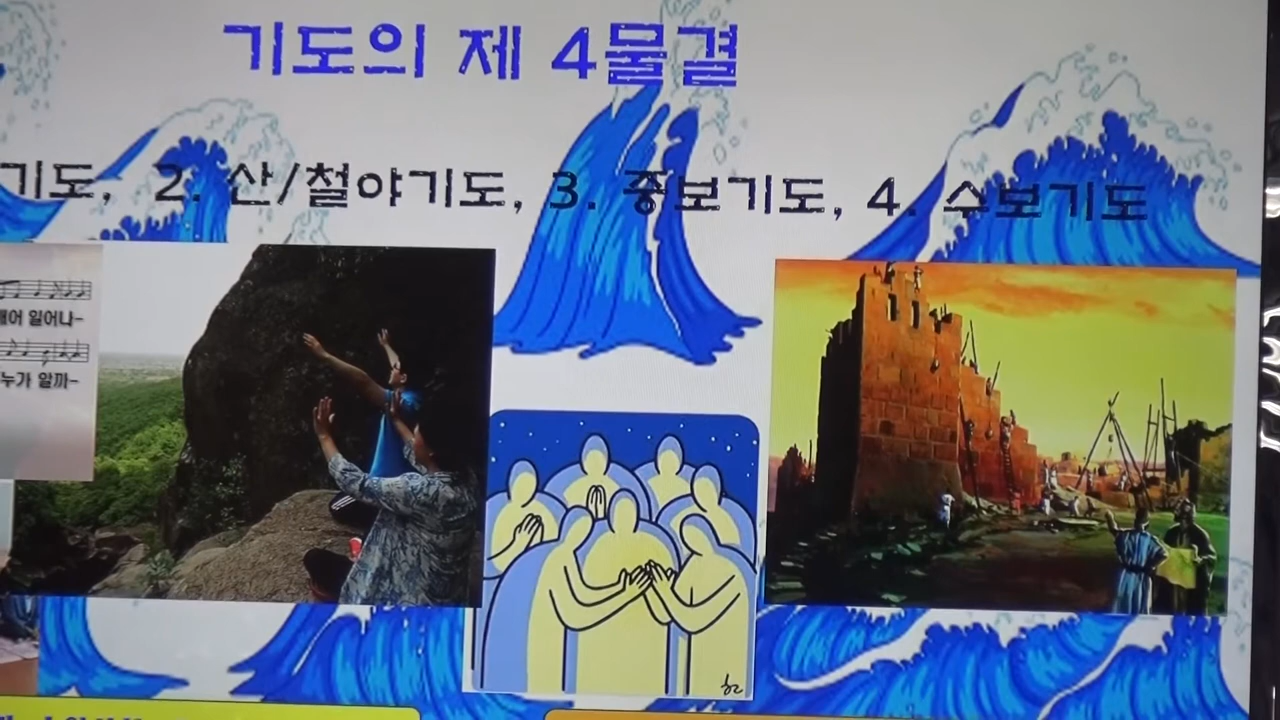 기도의 제 4물결
기도, 2. 산/철야기도, 3. 중보기도, 4. 수보기도
깨어 일어나-
누가 알까-